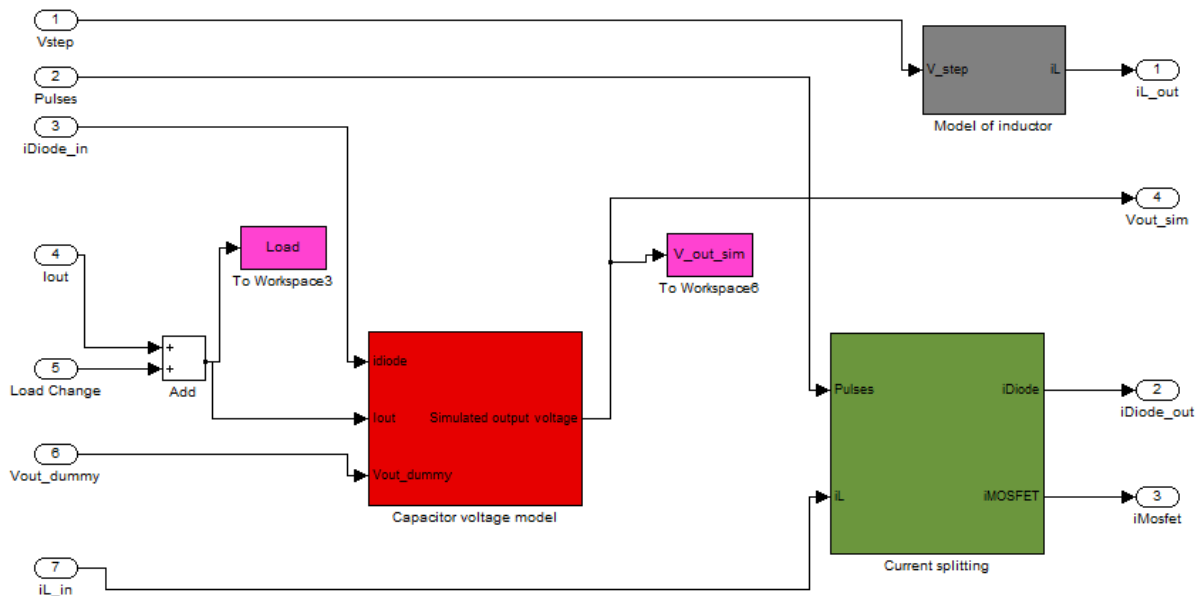 1
Vstep
V_step
iL
1
iL_out
Model of inductor
2
Pulses
3
iDiode_in
4
Vout_sim
Load
To Workspace3
V_out_sim
To Workspace6
4
Iout
+
+
Add
5
Load Change
idiode
Iout
Simulated output voltage
Vout_dummy
Capacitor voltage model
6
Vout_dummy
Pulses
iDiode
iL
iMOSFET
Current splitting
2
iDiode_out
3
iMosfet
7
iL_in